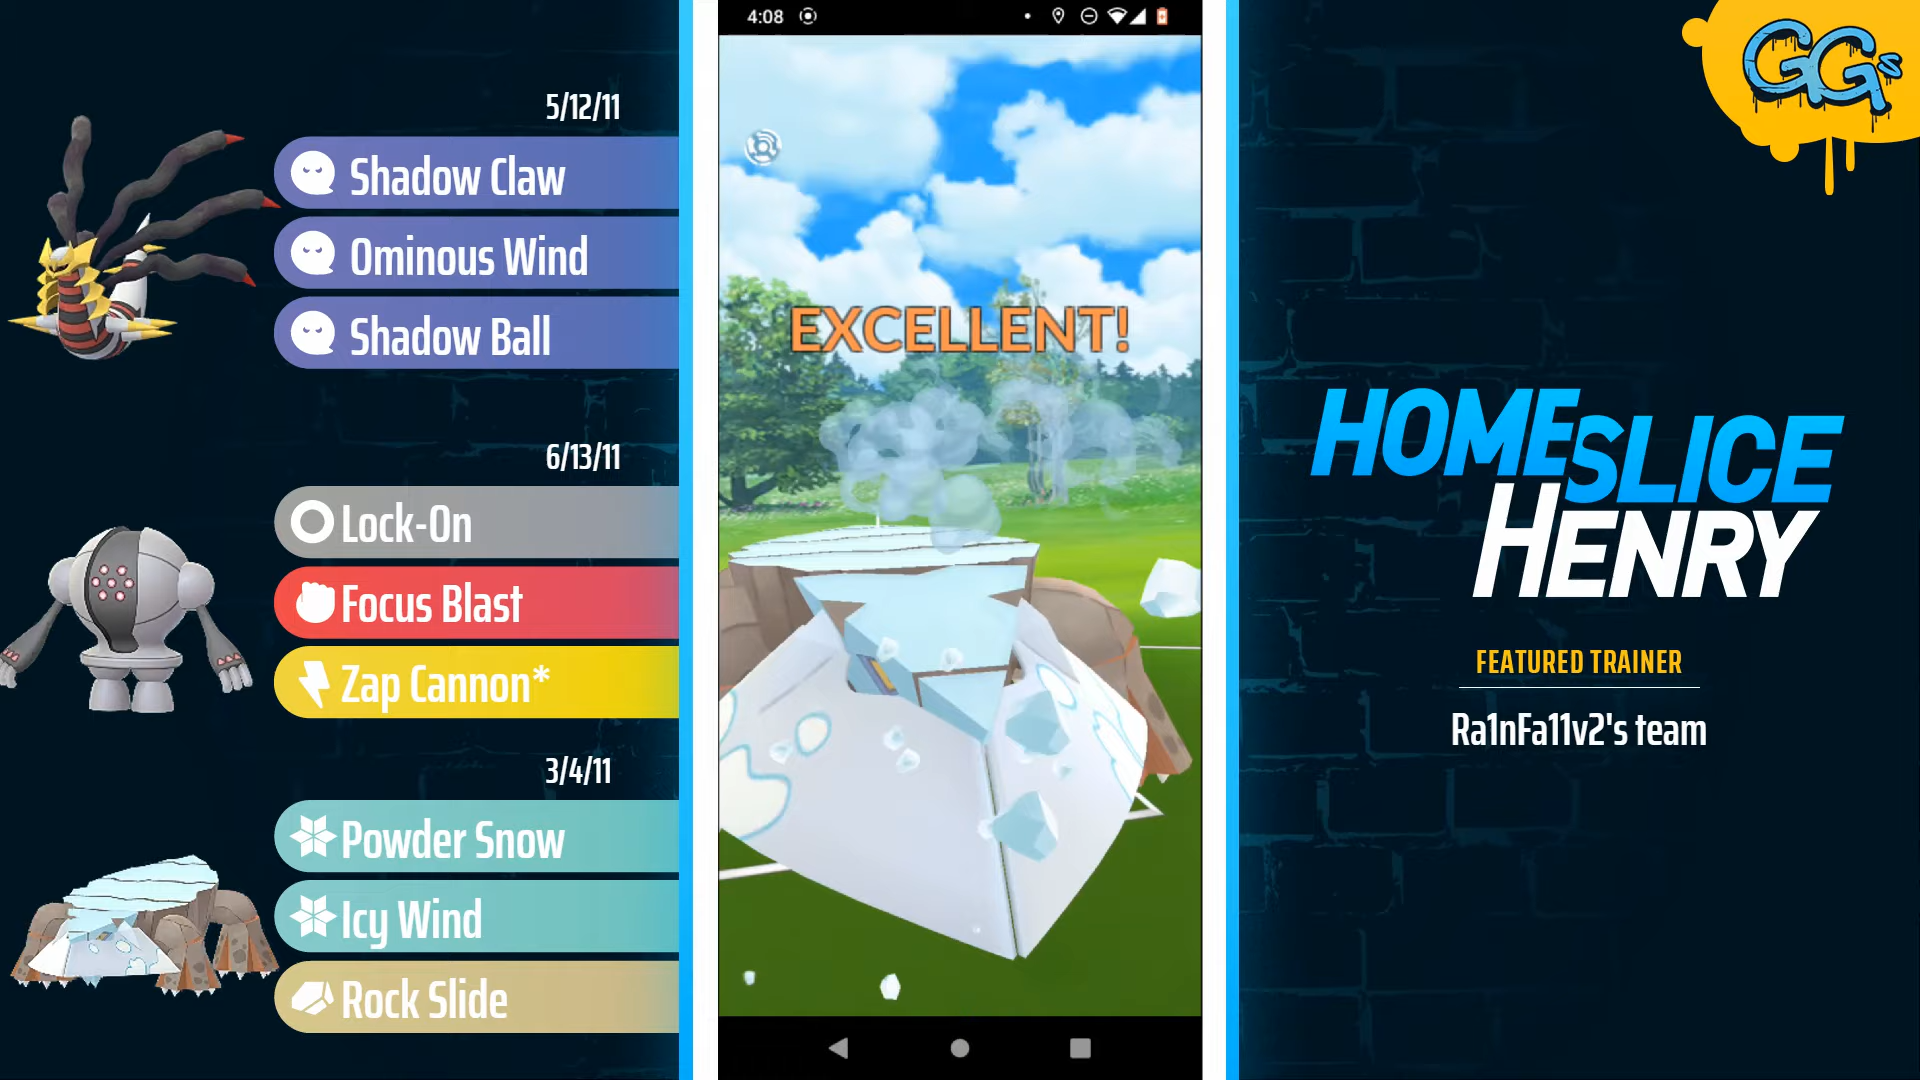 5/12/11
Shadow Claw
Ominous Wind
Shadow Ball
6/13/11
Lock-On
Focus Blast
Zap Cannon*
3/4/11
Powder Snow
Icy Wind
Rock Slide
4:08
EXCELLENT!
GGs
HOMESLICE
HENRY
FEATURED TRAINER
Ra1nFa11v2's team